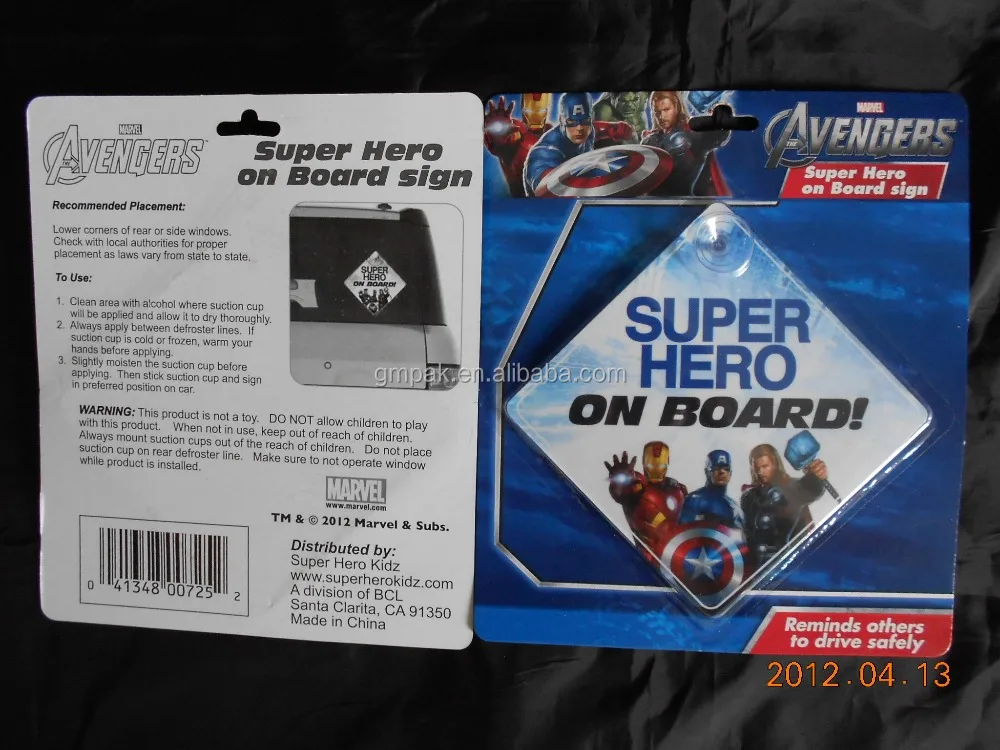 MARVEL
THE AVENGERS
Super Hero
on Board sign
Recommended Placement:
Lower corners of rear or side windows.
Check with local authorities for proper
placement as laws vary from state to state.
To Use:
1. Clean area with alcohol where suction cup
will be applied and allow it to dry thoroughly.
2. Always apply between defroster lines. If
suction cup is cold or frozen, warm your
hands before applying.
3. Slightly moisten the suction cup before
applying. Then stick suction cup and sign
in preferred position on car.
SUPER
HERO
ON BOARD!
WARNING: This product is not a toy. DO NOT allow children to play
with this product. When not in use, keep out of reach of children.
Always mount suction cups out of the reach of children. Do not place
suction cup on rear defroster line. Make sure to not operate window
while product is installed.
MARVEL
www.marvel.com
TM & © 2012 Marvel & Subs.
0 41348 00725 2
Distributed by:
Super Hero Kidz
www.superherokidz.com
A division of BCL
Santa Clarita, CA 91350
Made in China
MARVEL
THE AVENGERS
Super Hero
on Board sign
A
SUPER
HERO
ON BOARD!
A
Reminds others
to drive safely
gmpak.en.alibaba.com
2012.04.13